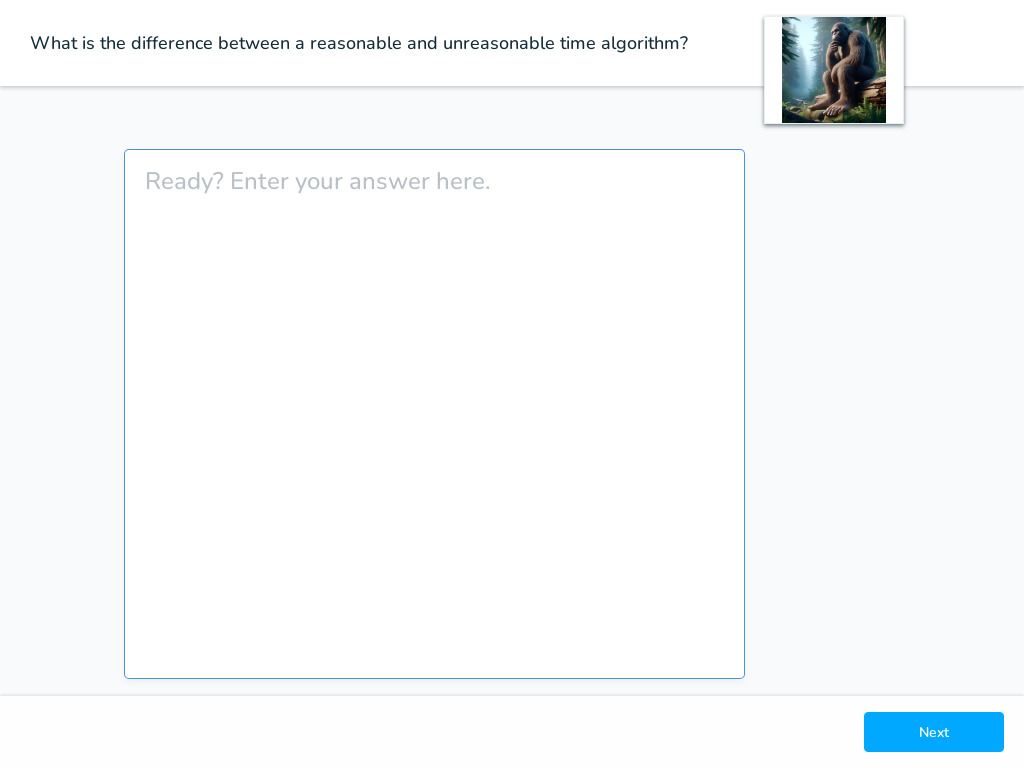 What is the difference between a reasonable and unreasonable time algorithm?
Ready? Enter your answer here.
Next